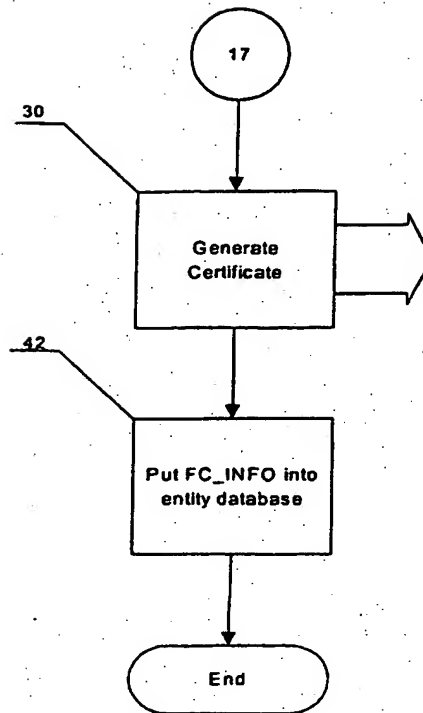 17
30
Generate
Certificate
42
Put FC_INFO into
entity database
End